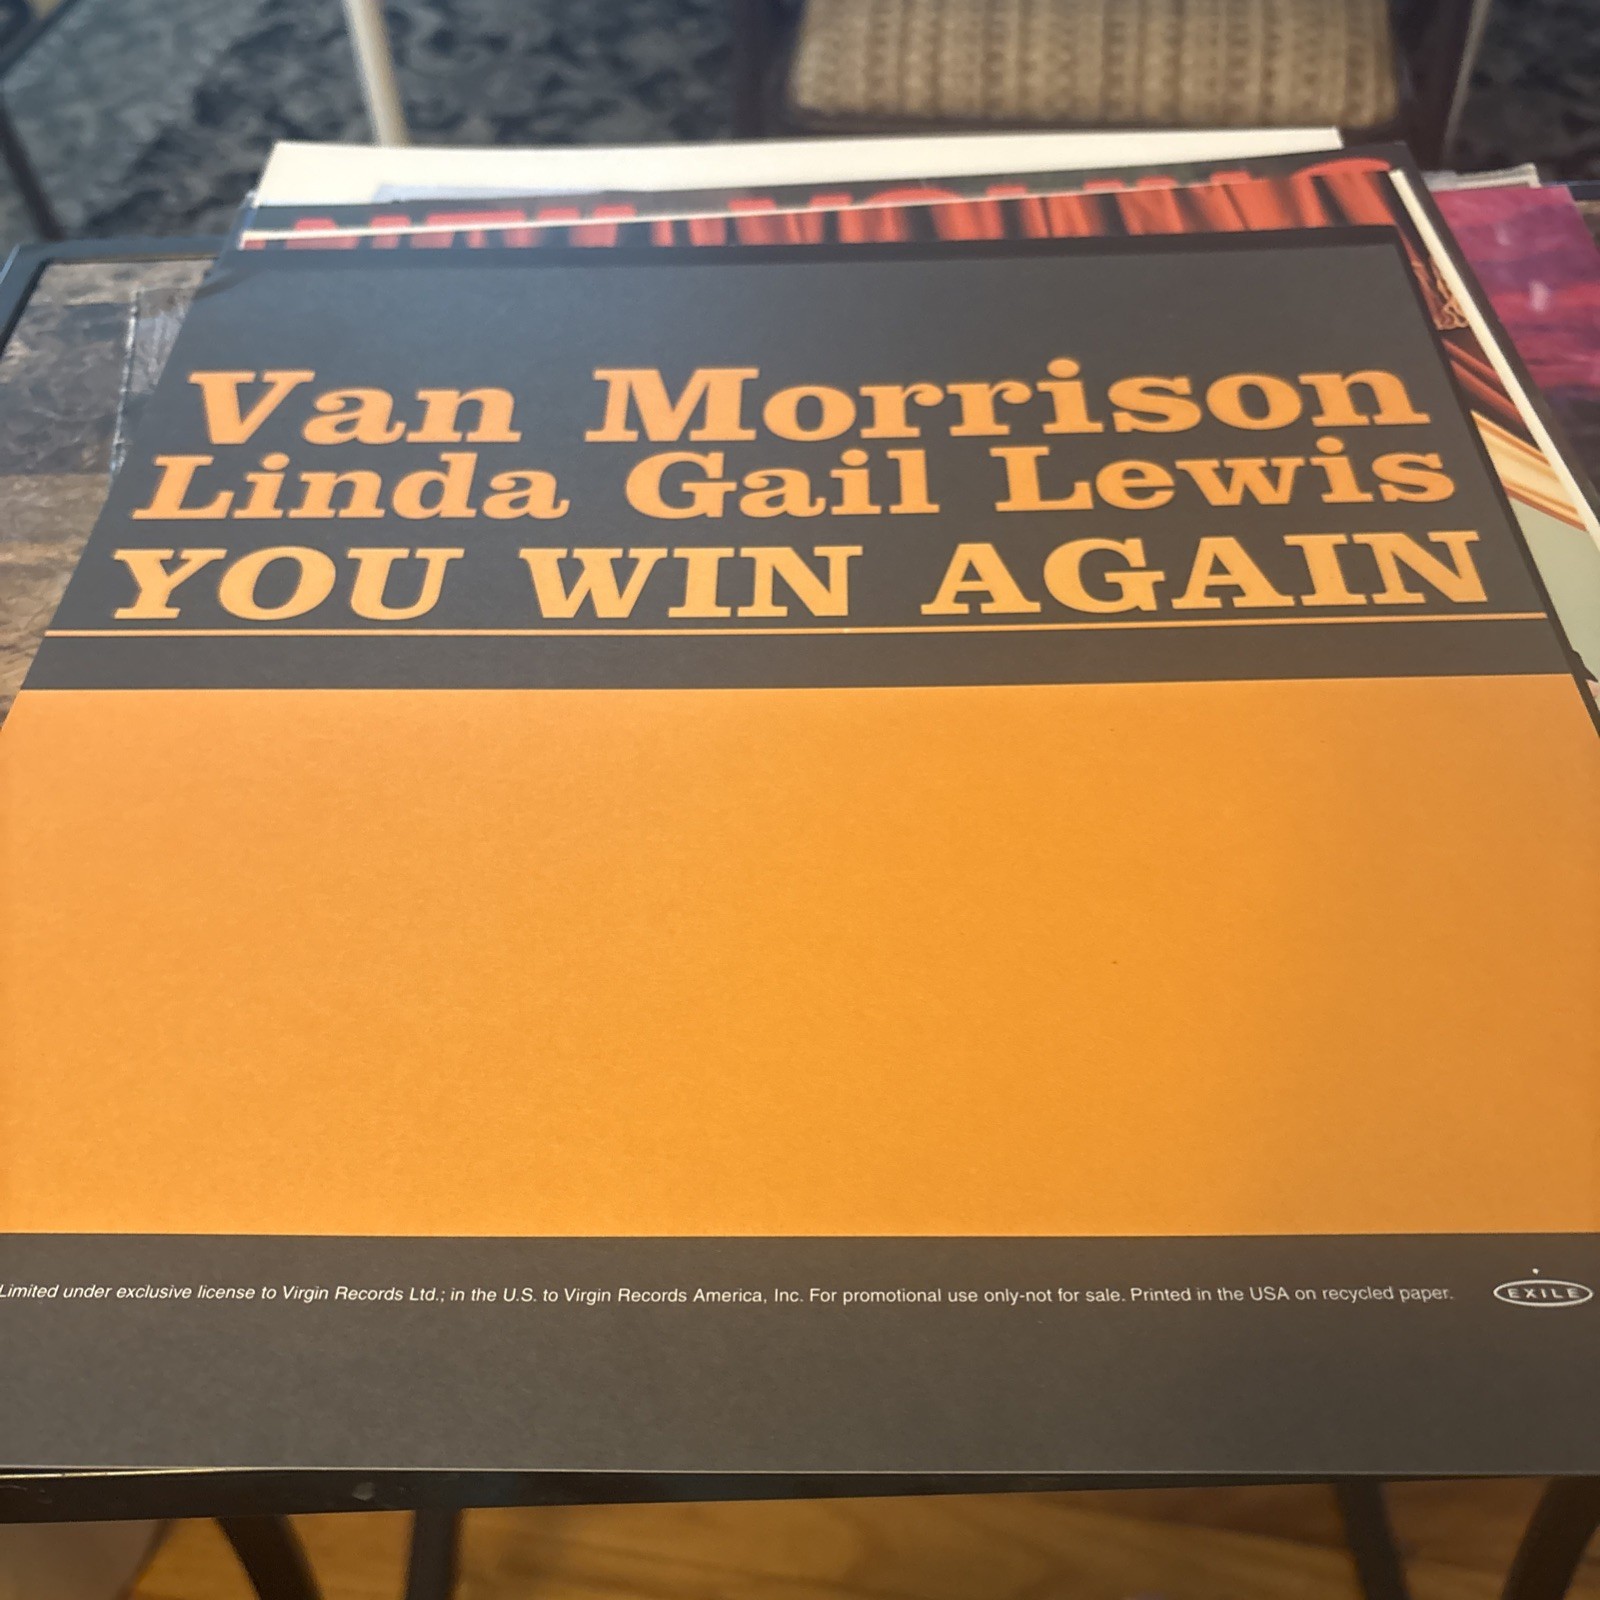 Van Morrison
Linda Gail Lewis
YOU WIN AGAIN
Limited under exclusive license to Virgin Records Ltd.; in the U.S. to Virgin Records America, Inc. For promotional use only-not for sale. Printed in the USA on recycled paper.
EXILE